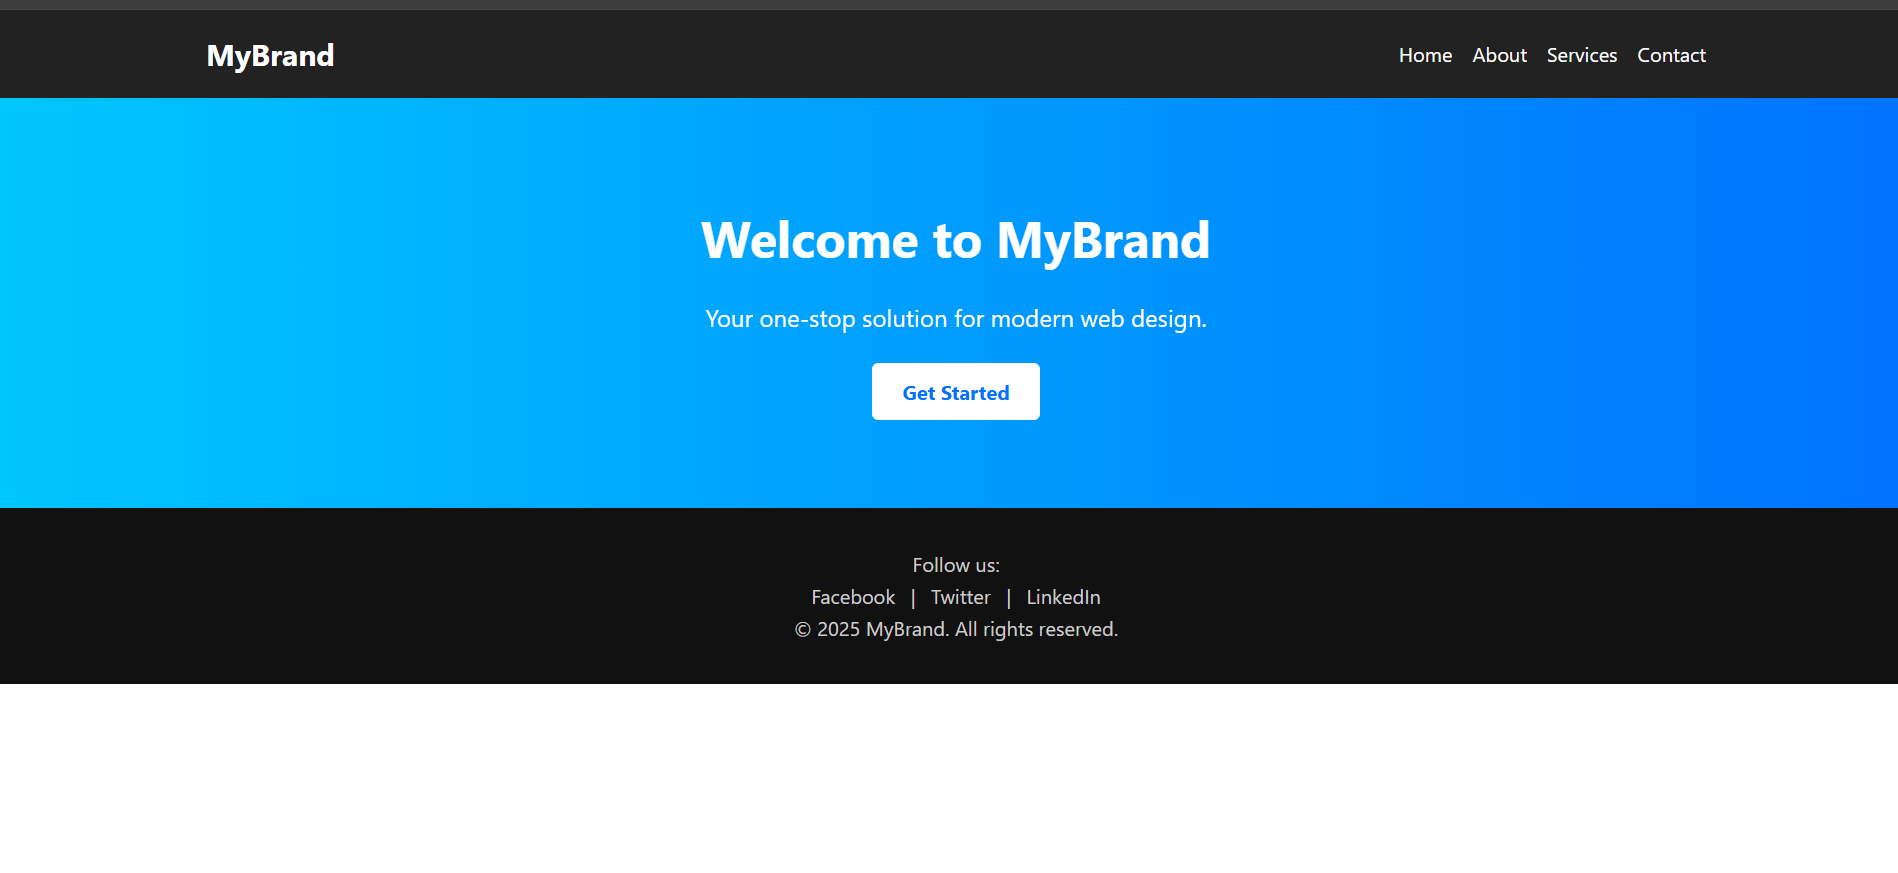 MyBrand
Home About Services Contact
Welcome to MyBrand
Your one-stop solution for modern web design.
Get Started
Follow us:
Facebook | Twitter | LinkedIn
© 2025 MyBrand. All rights reserved.